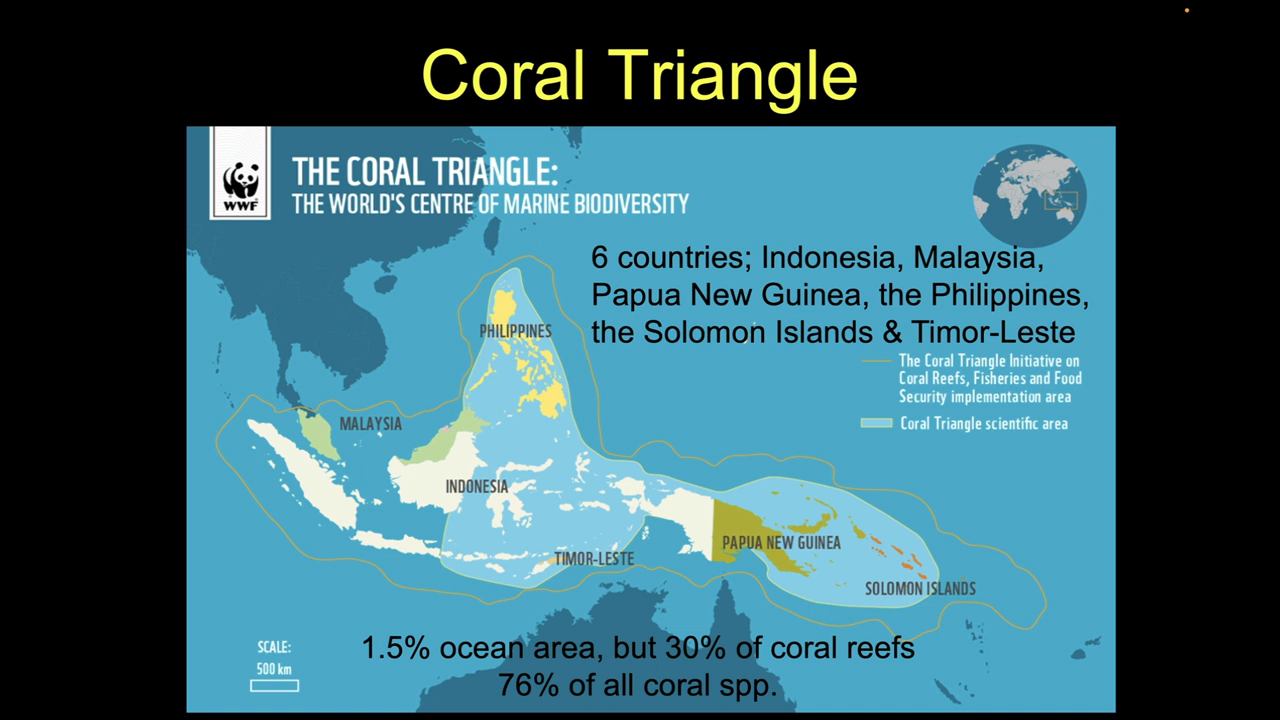 Coral Triangle
WWF
THE CORAL TRIANGLE:
THE WORLD'S CENTRE OF MARINE BIODIVERSITY
6 countries; Indonesia, Malaysia,
Papua New Guinea, the Philippines,
the Solomon Islands & Timor-Leste
The Coral Triangle Initiative on
Coral Reefs, Fisheries and Food
Security implementation area
Coral Triangle scientific area
PHILIPPINES
MALAYSIA
INDONESIA
PAPUA NEW GUINEA
TIMOR-LESTE
SOLOMON ISLANDS
SCALE:
500 km
1.5% ocean area, but 30% of coral reefs
76% of all coral spp.